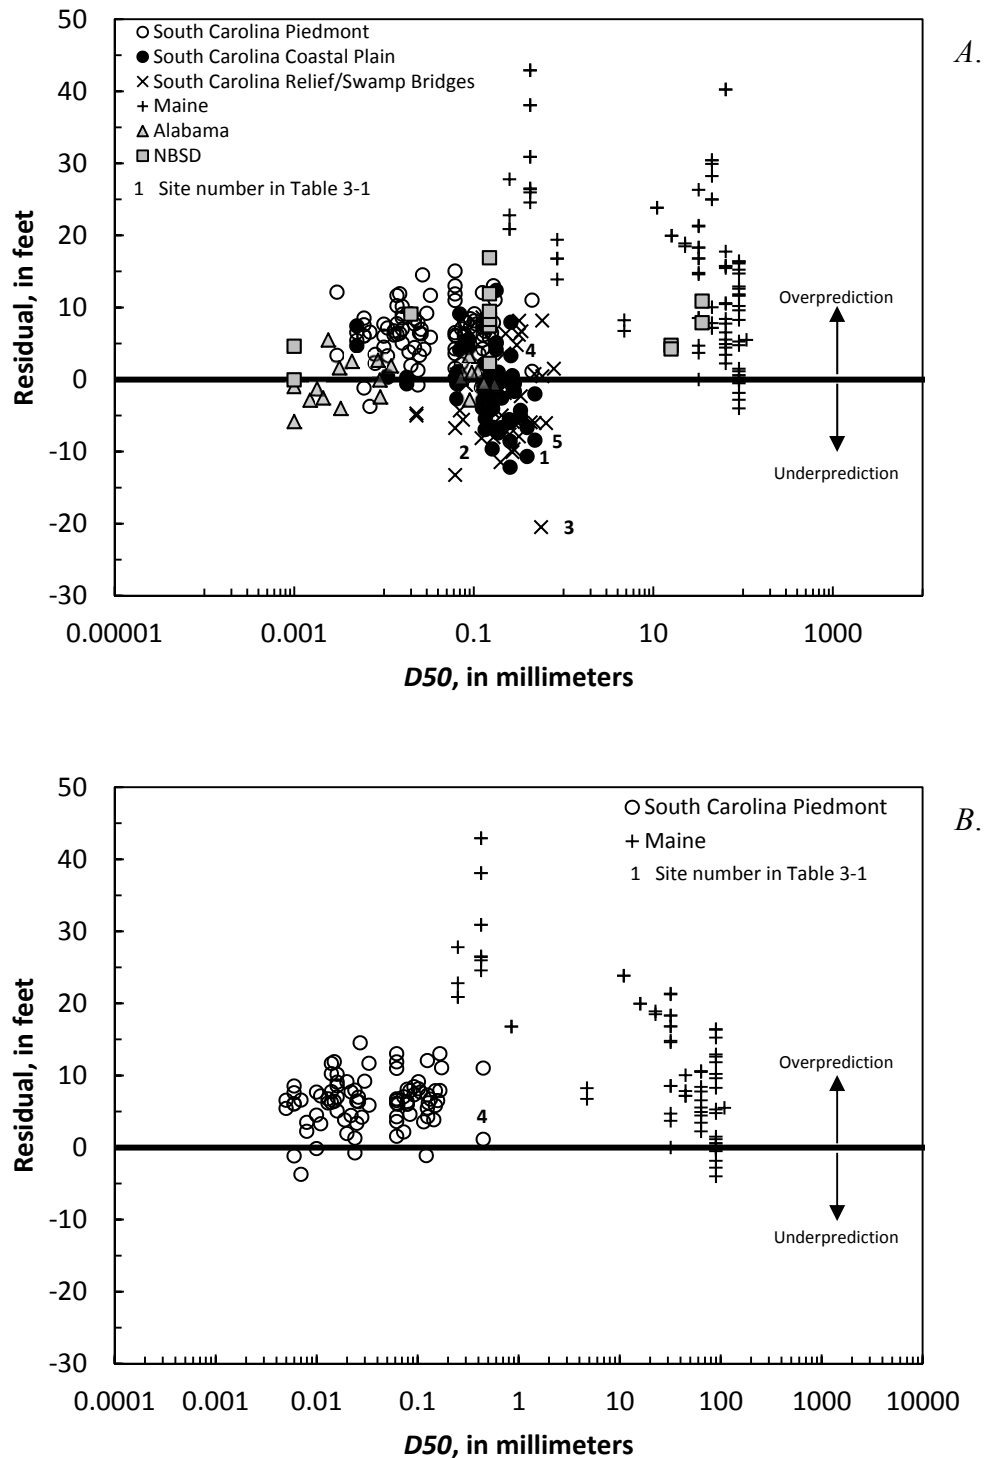 50
South Carolina Piedmont
South Carolina Coastal Plain
South Carolina Relief/Swamp Bridges
Maine
Alabama
NBSD
1 Site number in Table 3-1
A.
40
30
20
10
0
-10
-20
-30
Residual, in feet
Overprediction
Underprediction
4
2
5
1
3
0.00001
0.001
0.1
10
1000
D50, in millimeters
50
South Carolina Piedmont
Maine
1 Site number in Table 3-1
B.
40
30
20
10
0
-10
-20
-30
Residual, in feet
Overprediction
Underprediction
4
0.0001
0.001
0.01
0.1
1
10
100
1000
10000
D50, in millimeters